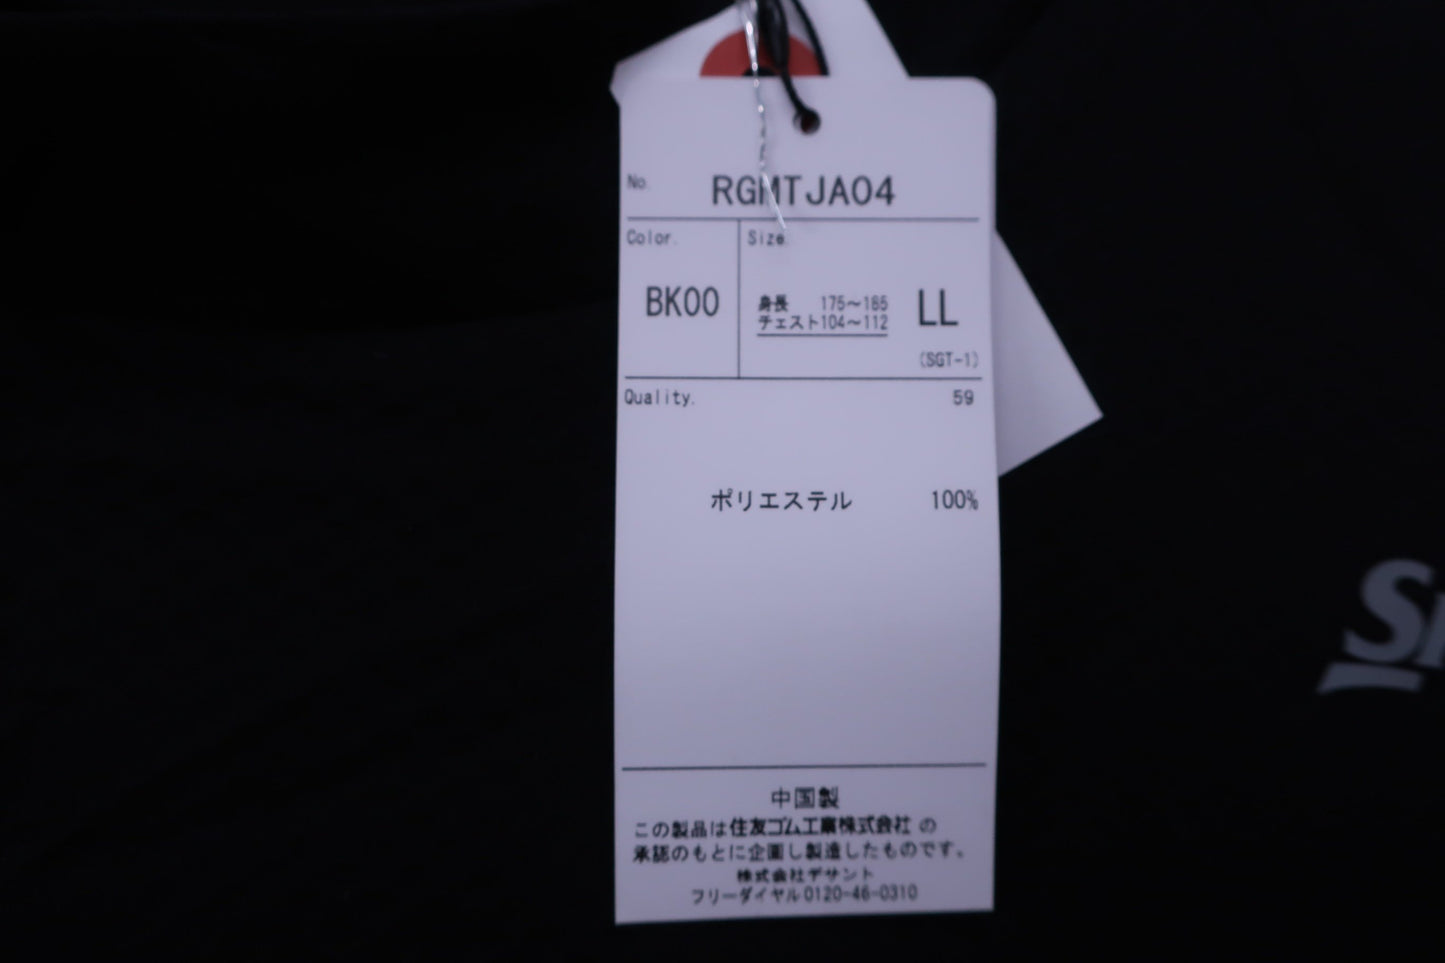 No.
RGMTJA04
Color.
Size.
BK00
身長 175~185
チェスト104~112
LL
(SGT-1)
Quality.
59
ポリエステル 100%
中国製
この製品は住友ゴム工業株式会社の
承認のもとに企画し製造したものです。
株式会社デサント
フリーダイヤル0120-46-0310